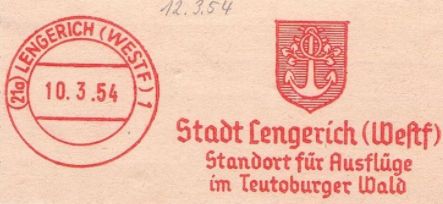 12.3.54
(21a) LENGERICH (WESTF) 1
10.3.54
Stadt Lengerich (Westf)
Standort für Ausflüge
im Teutoburger Wald